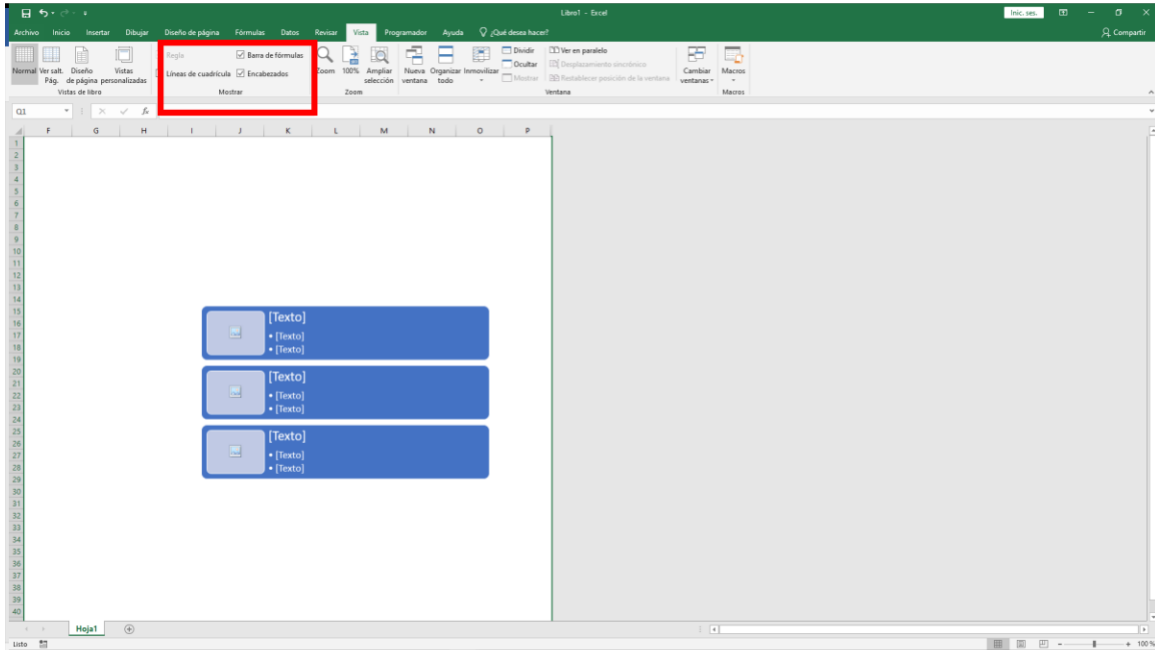 Libro1 - Excel
Inic. ses.
Archivo Inicio Insertar Dibujar Diseño de página Fórmulas Datos Revisar Vista Programador Ayuda ¿Qué desea hacer? Compartir
Normal Ver salt. Pág. Diseño de página Vistas personalizadas
Vistas de libro
Regla Barra de fórmulas
Líneas de cuadrícula Encabezados
Mostrar
Zoom 100% Ampliar selección
Zoom
Nueva ventana Organizar todo Inmovilizar
Dividir
Ocultar
Mostrar
Ver en paralelo
Desplazamiento sincrónico
Restablecer posición de la ventana
Cambiar ventanas
Ventana
Macros
Macros
Q1 fx
F G H I J K L M N O P
1
2
3
4
5
6
7
8
9
10
11
12
13
14
15
16
17
18
19
20
21
22
23
24
25
26
27
28
29
30
31
32
33
34
35
36
37
38
39
40
[Texto]
• [Texto]
• [Texto]
[Texto]
• [Texto]
• [Texto]
[Texto]
• [Texto]
• [Texto]
Hoja1
Listo
100%